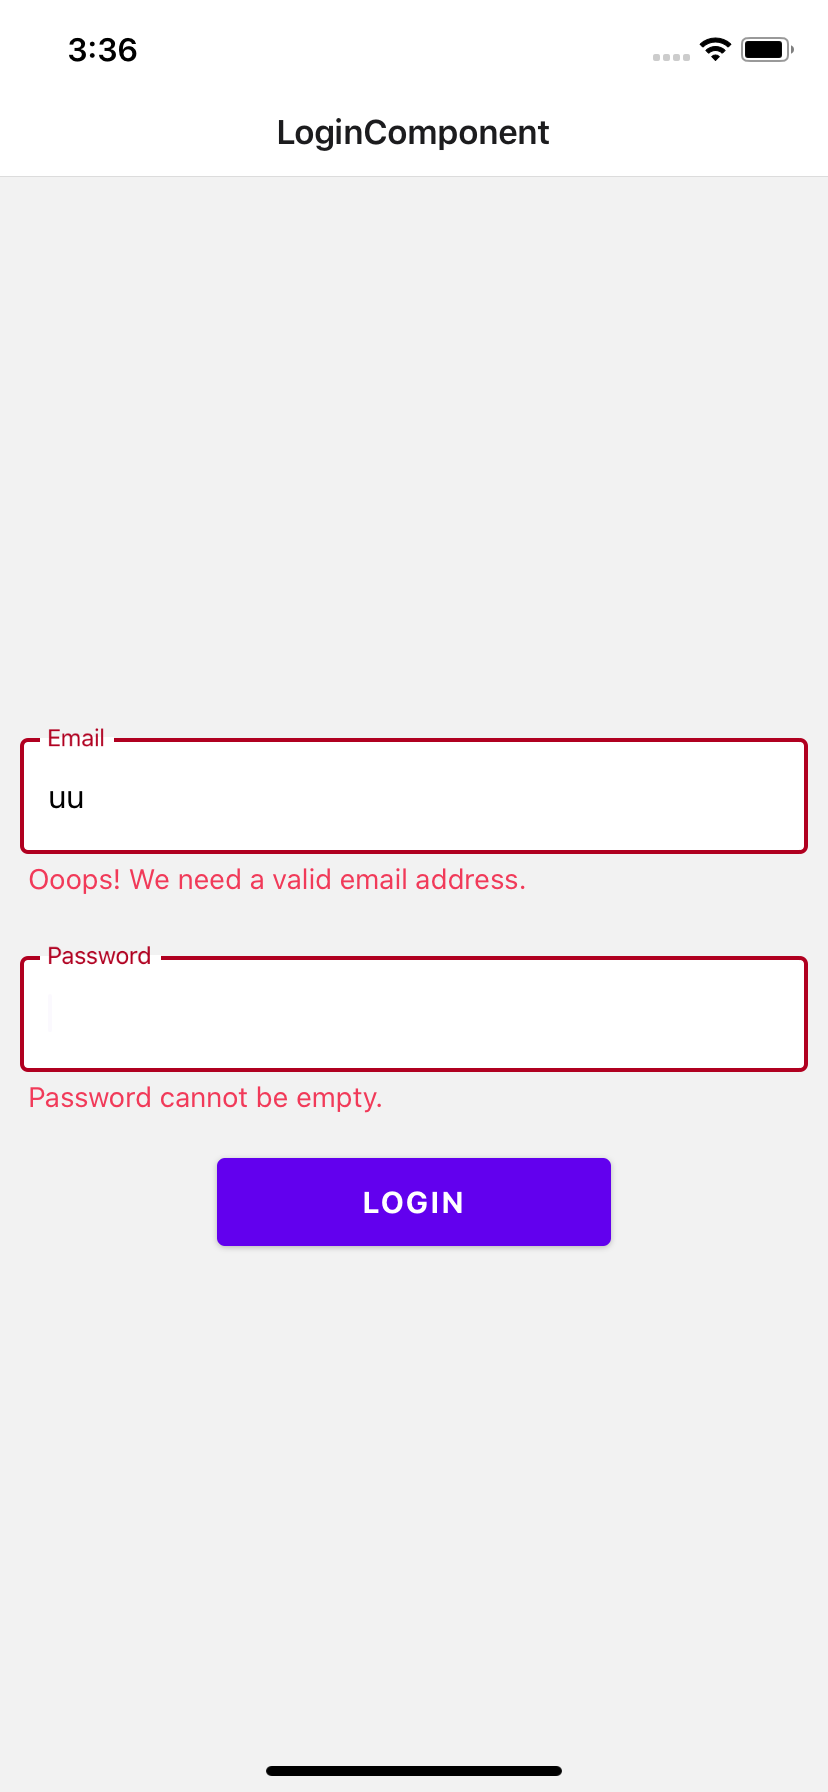 3:36
LoginComponent
Email
uu
Ooops! We need a valid email address.
Password
Password cannot be empty.
LOGIN